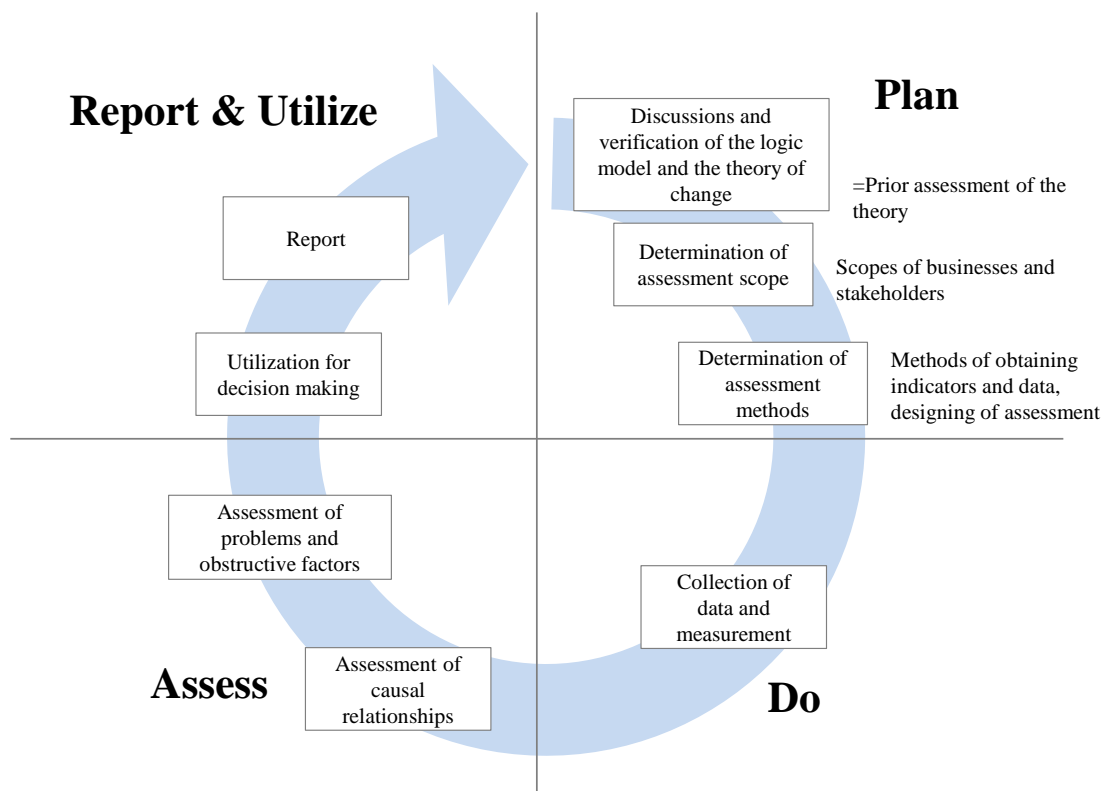 Report & Utilize
Plan
Discussions and
verification of the logic
model and the theory of
change
=Prior assessment of the
theory
Determination of
assessment scope
Scopes of businesses and
stakeholders
Determination of
assessment
methods
Methods of obtaining
indicators and data,
designing of assessment
Collection of
data and
measurement
Do
Assess
Assessment of
causal
relationships
Assessment of
problems and
obstructive factors
Utilization for
decision making
Report